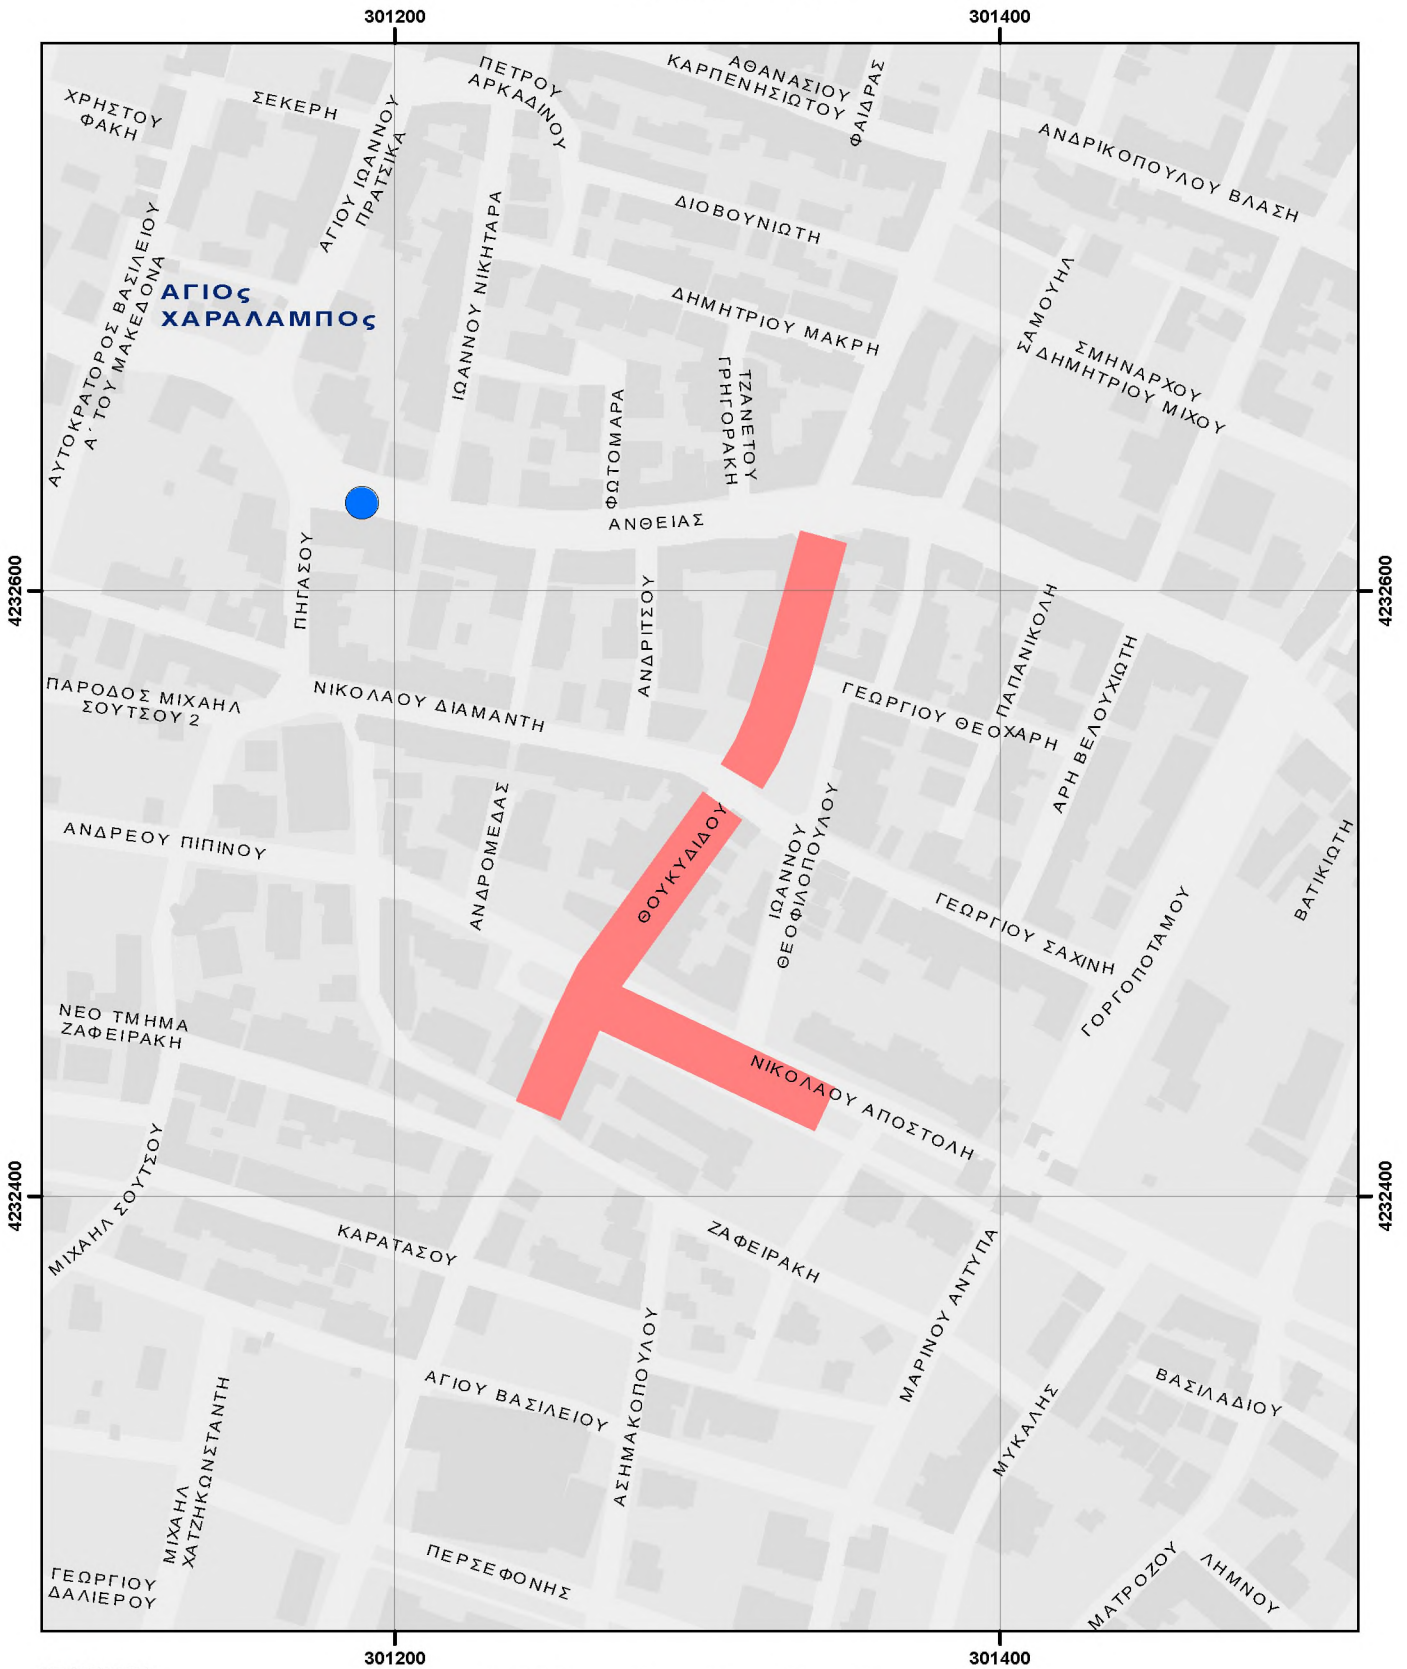 301200
301400
ΠΕΤΡΟΥ
ΑΡΚΑΔΙΝΟΥ
ΑΘΑΝΑΣΙΟΥ
ΚΑΡΠΕΝΗΣΙΩΤΟΥ
ΦΑΙΔΡΑΣ
ΧΡΗΣΤΟΥ
ΦΑΚΗ
ΣΕΚΕΡΗ
ΑΓΙΟΥ ΙΩΑΝΝΟΥ
ΠΡΑΤΣΙΚΑ
ΑΝΔΡΙΚΟΠΟΥΛΟΥ ΒΛΑΣΗ
ΔΙΟΒΟΥΝΙΩΤΗ
ΙΩΑΝΝΟΥ ΝΙΚΗΤΑΡΑ
ΑΥΤΟΚΡΑΤΟΡΟΣ ΒΑΣΙΛΕΙΟΥ
Α΄ ΤΟΥ ΜΑΚΕΔΟΝΑ
ΑΓΙΟς
ΧΑΡΑΛΑΜΠΟς
ΔΗΜΗΤΡΙΟΥ ΜΑΚΡΗ
ΣΑΜΟΥΗΛ
ΣΜΗΝΑΡΧΟΥ
ΔΗΜΗΤΡΙΟΥ ΜΙΧΟΥ
ΤΖΑΝΕΤΟΥ
ΓΡΗΓΟΡΑΚΗ
ΦΩΤΟΜΑΡΑ
ΑΝΘΕΙΑΣ
4232600
4232600
ΠΗΓΑΣΟΥ
ΑΝΔΡΙΤΣΟΥ
ΠΑΠΑΝΙΚΟΛΗ
ΑΡΗ ΒΕΛΟΥΧΙΩΤΗ
ΠΑΡΟΔΟΣ ΜΙΧΑΗΛ
ΣΟΥΤΣΟΥ 2
ΝΙΚΟΛΑΟΥ ΔΙΑΜΑΝΤΗ
ΓΕΩΡΓΙΟΥ ΘΕΟΧΑΡΗ
ΑΝΔΡΕΟΥ ΠΙΠΙΝΟΥ
ΑΝΔΡΟΜΕΔΑΣ
ΘΟΥΚΥΔΙΔΟΥ
ΙΩΑΝΝΟΥ
ΘΕΟΦΙΛΟΠΟΥΛΟΥ
ΒΑΤΙΚΙΩΤΗ
ΓΕΩΡΓΙΟΥ ΣΑΧΙΝΗ
ΓΟΡΓΟΠΟΤΑΜΟΥ
ΝΕΟ ΤΜΗΜΑ
ΖΑΦΕΙΡΑΚΗ
ΝΙΚΟΛΑΟΥ ΑΠΟΣΤΟΛΗ
4232400
4232400
ΜΙΧΑΗΛ ΣΟΥΤΣΟΥ
ΚΑΡΑΤΑΣΟΥ
ΖΑΦΕΙΡΑΚΗ
ΜΑΡΙΝΟΥ ΑΝΤΥΠΑ
ΑΣΗΜΑΚΟΠΟΥΛΟΥ
ΑΓΙΟΥ ΒΑΣΙΛΕΙΟΥ
ΜΥΚΑΛΗΣ
ΒΑΣΙΛΑΔΙΟΥ
ΜΙΧΑΗΛ
ΧΑΤΖΗΚΩΝΣΤΑΝΤΗ
ΠΕΡΣΕΦΟΝΗΣ
ΓΕΩΡΓΙΟΥ
ΔΑΛΙΕΡΟΥ
ΜΑΤΡΟΖΟΥ
ΛΗΜΝΟΥ
301200
301400